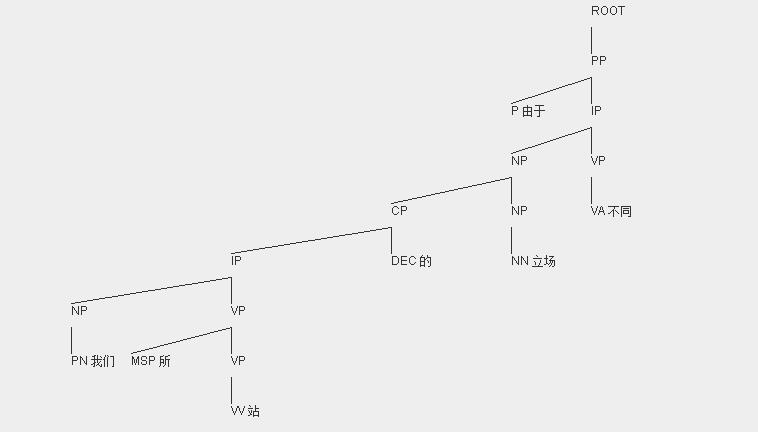 ROOT
PP
P 由于 IP
NP VP
CP NP VA 不同
IP DEC 的 NN 立场
NP VP
PN 我们 MSP 所 VP
VV 站